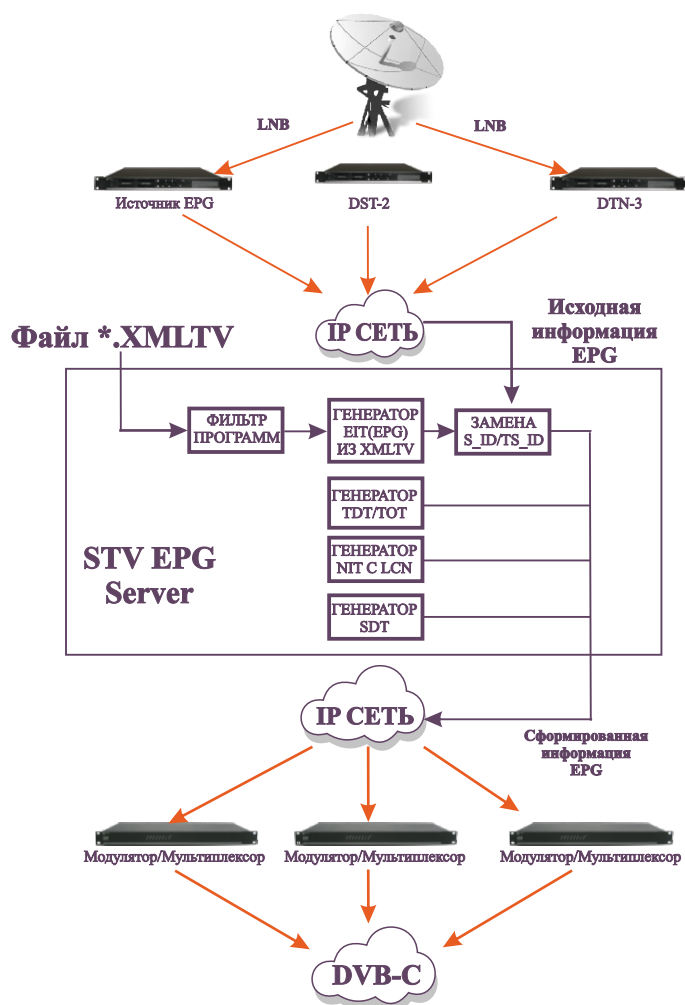 LNB
LNB
Источник EPG
DST-2
DTN-3
IP СЕТЬ
Исходная
информация
EPG
Файл *.XMLTV
ФИЛЬТР
ПРОГРАММ
ГЕНЕРАТОР
EIT(EPG)
ИЗ XMLTV
ЗАМЕНА
S_ID/TS_ID
ГЕНЕРАТОР
TDT/TOT
ГЕНЕРАТОР
NIT С LCN
ГЕНЕРАТОР
SDT
STV EPG
Server
IP СЕТЬ
Сформированная
информация
EPG
Модулятор/Мультиплексор
Модулятор/Мультиплексор
Модулятор/Мультиплексор
DVB-C